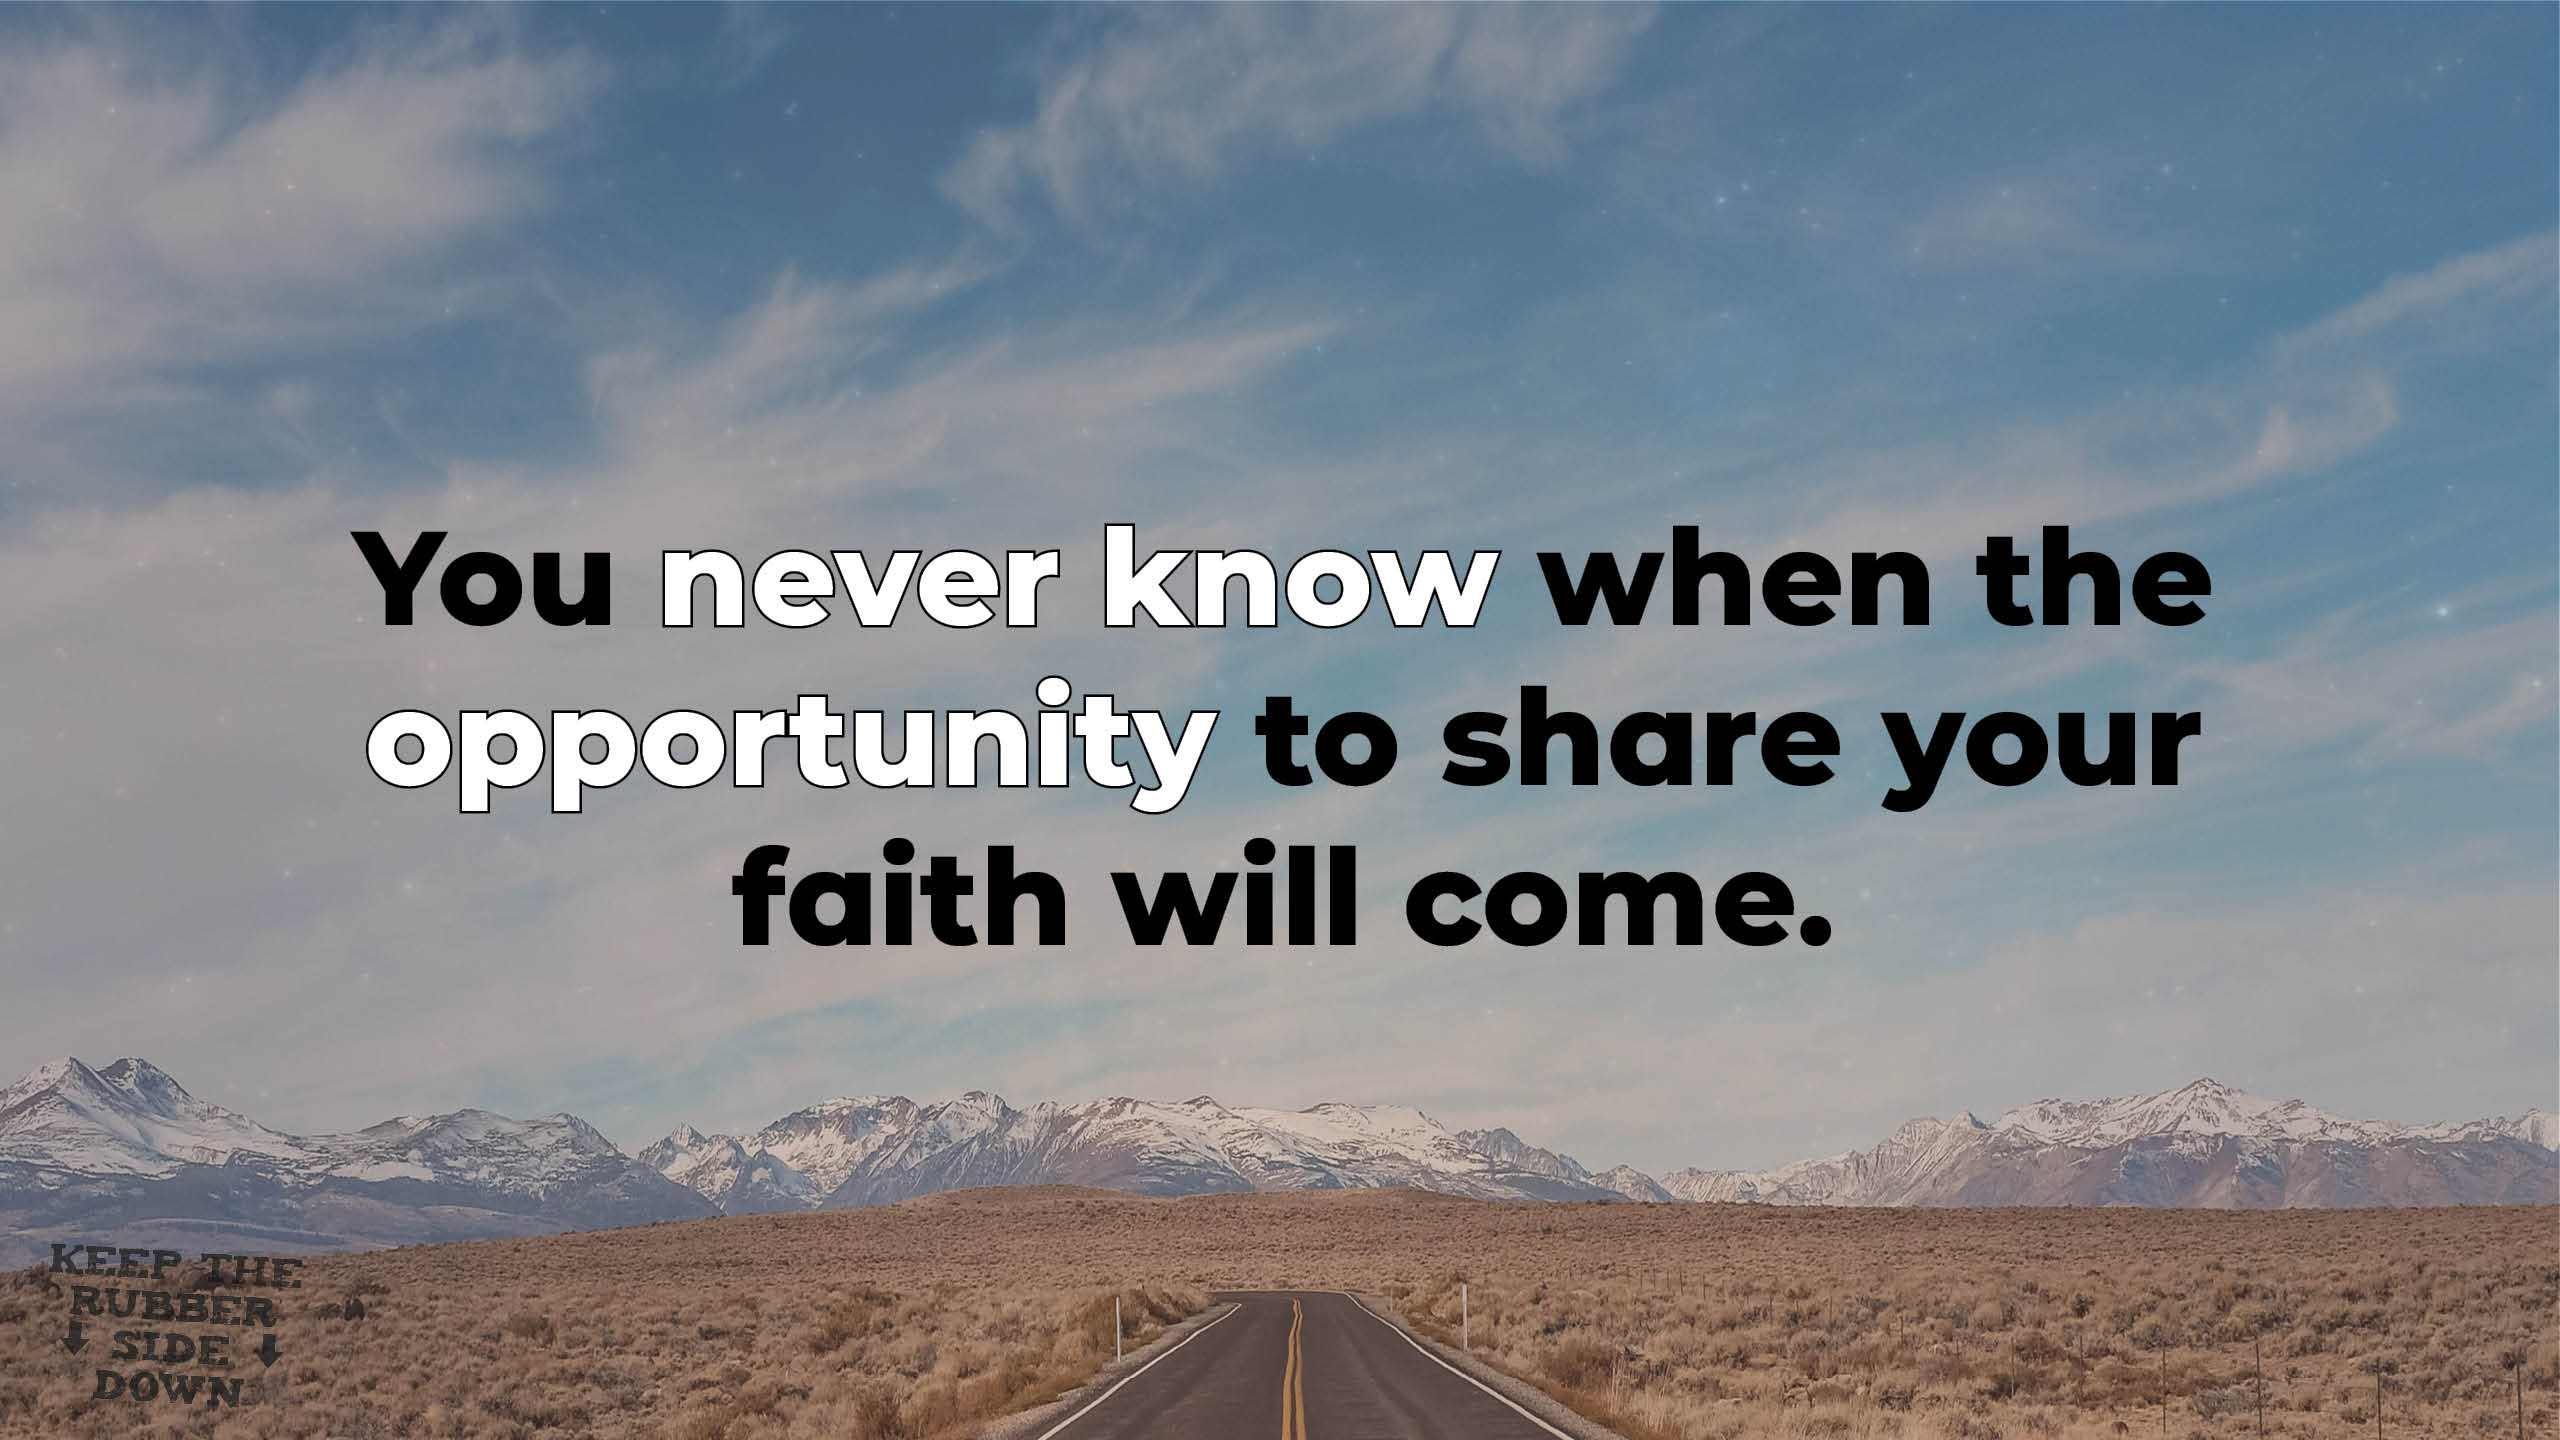 You never know when the
opportunity to share your
faith will come.
KEEP THE
RUBBER
SIDE
DOWN